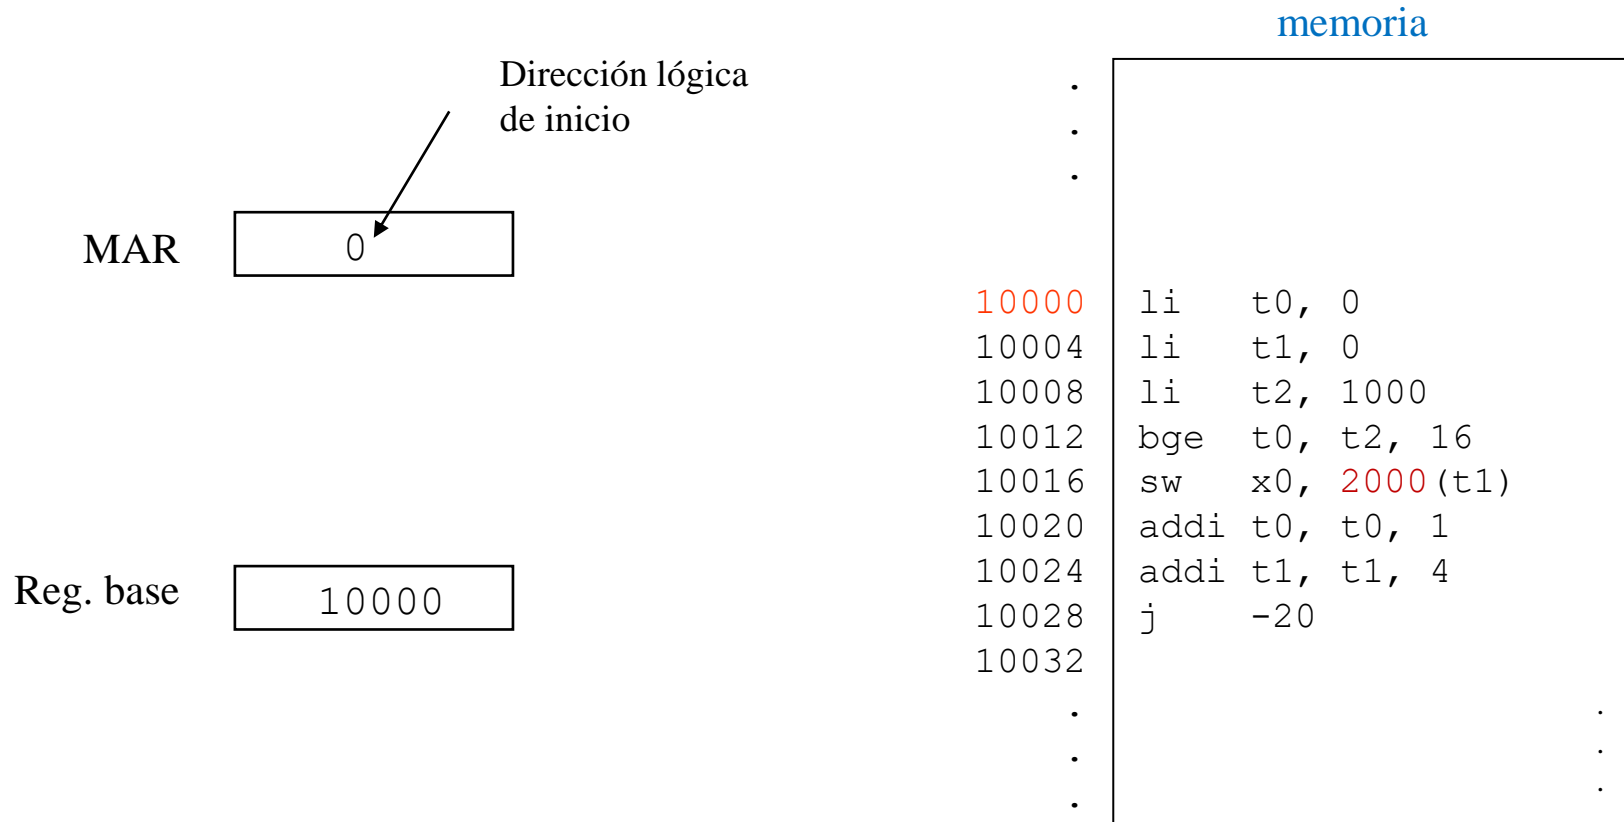 memoria
Dirección lógica
de inicio
.
.
.
MAR 0
10000 li t0, 0
10004 li t1, 0
10008 li t2, 1000
10012 bge t0, t2, 16
10016 sw x0, 2000(t1)
10020 addi t0, t0, 1
10024 addi t1, t1, 4
10028 j -20
10032
Reg. base 10000
. .
. .
. .